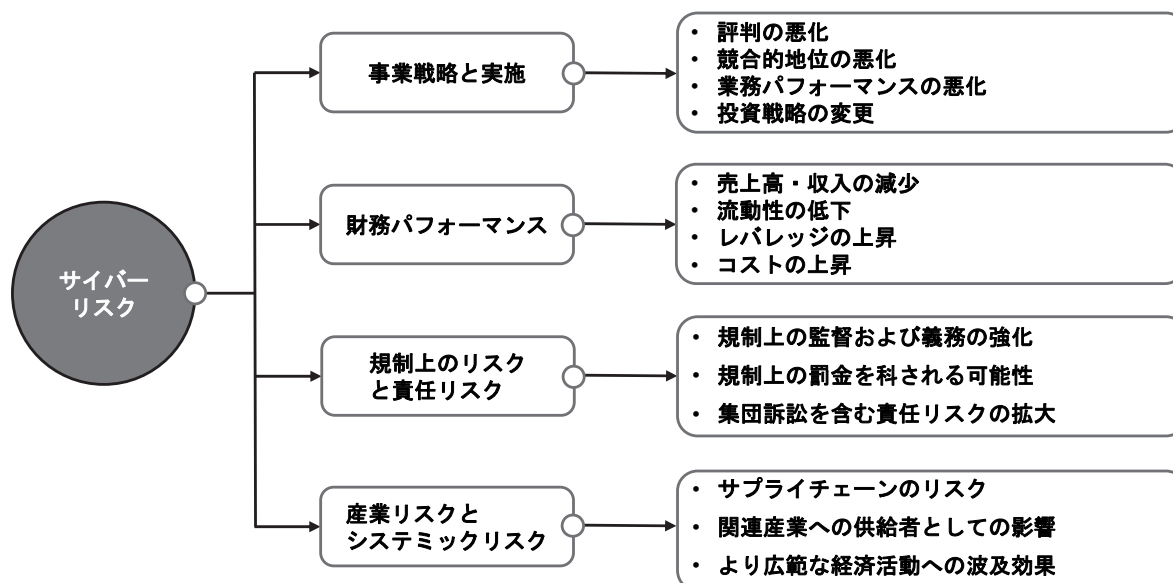 サイバー
リスク
事業戦略と実施
・ 評判の悪化
・ 競合的地位の悪化
・ 業務パフォーマンスの悪化
・ 投資戦略の変更
財務パフォーマンス
・ 売上高・収入の減少
・ 流動性の低下
・ レバレッジの上昇
・ コストの上昇
規制上のリスク
と責任リスク
・ 規制上の監督および義務の強化
・ 規制上の罰金を科される可能性
・ 集団訴訟を含む責任リスクの拡大
産業リスクと
システミックリスク
・ サプライチェーンのリスク
・ 関連産業への供給者としての影響
・ より広範な経済活動への波及効果